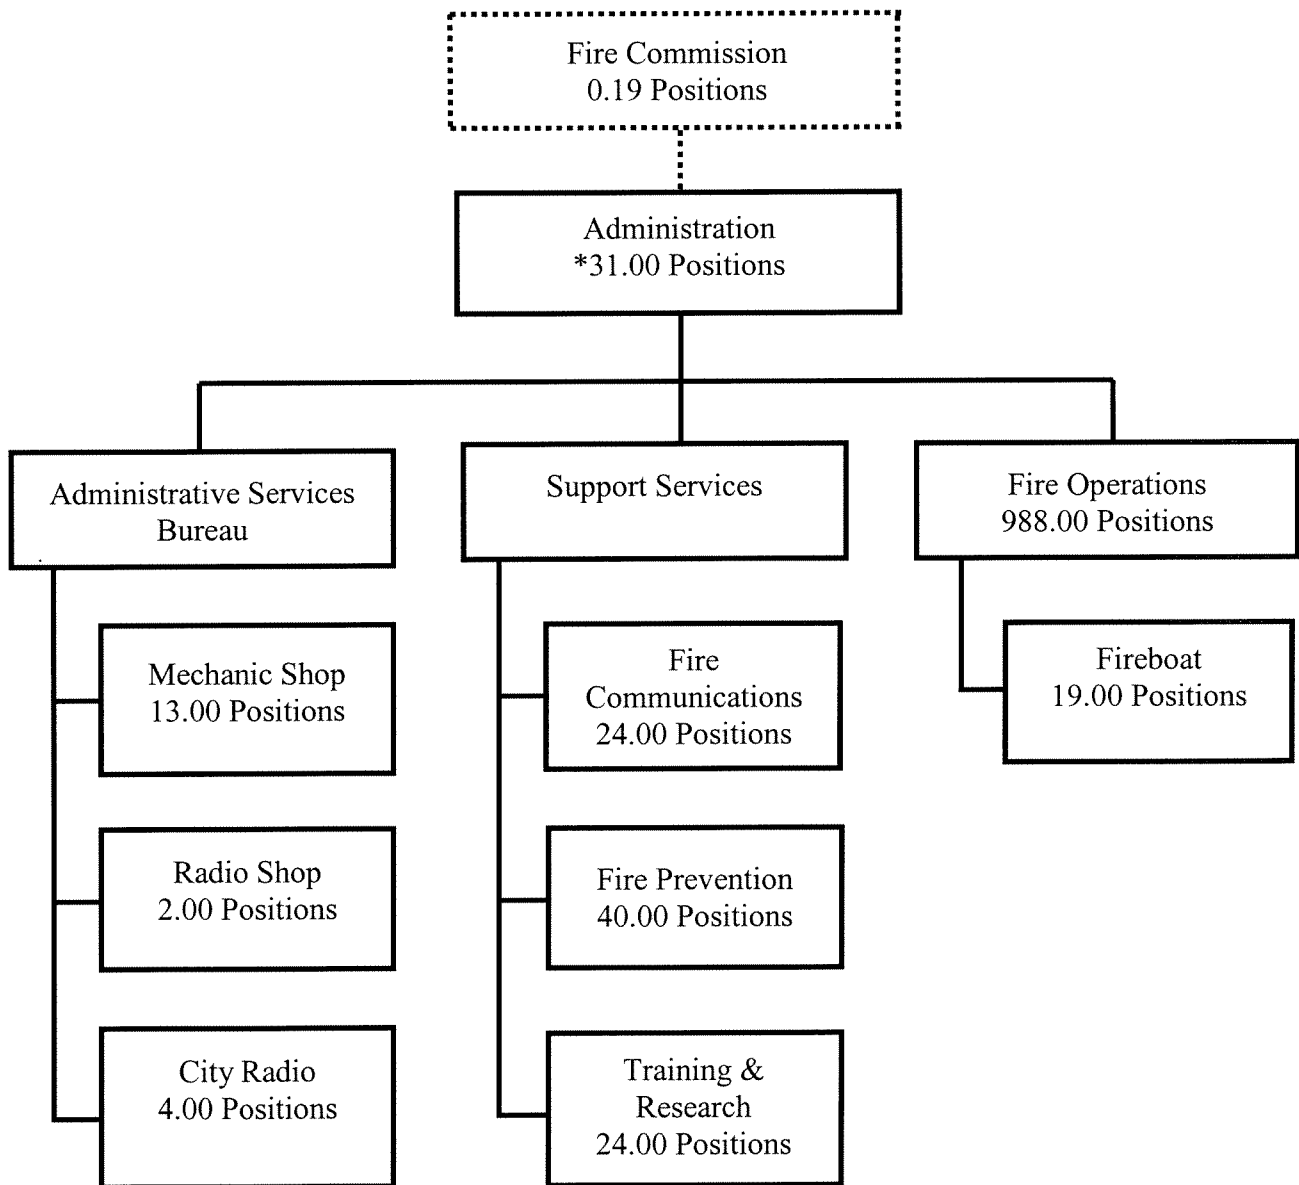 Fire Commission
0.19 Positions
Administration
*31.00 Positions
Administrative Services
Bureau
Support Services
Fire Operations
988.00 Positions
Mechanic Shop
13.00 Positions
Radio Shop
2.00 Positions
City Radio
4.00 Positions
Fire
Communications
24.00 Positions
Fire Prevention
40.00 Positions
Training &
Research
24.00 Positions
Fireboat
19.00 Positions